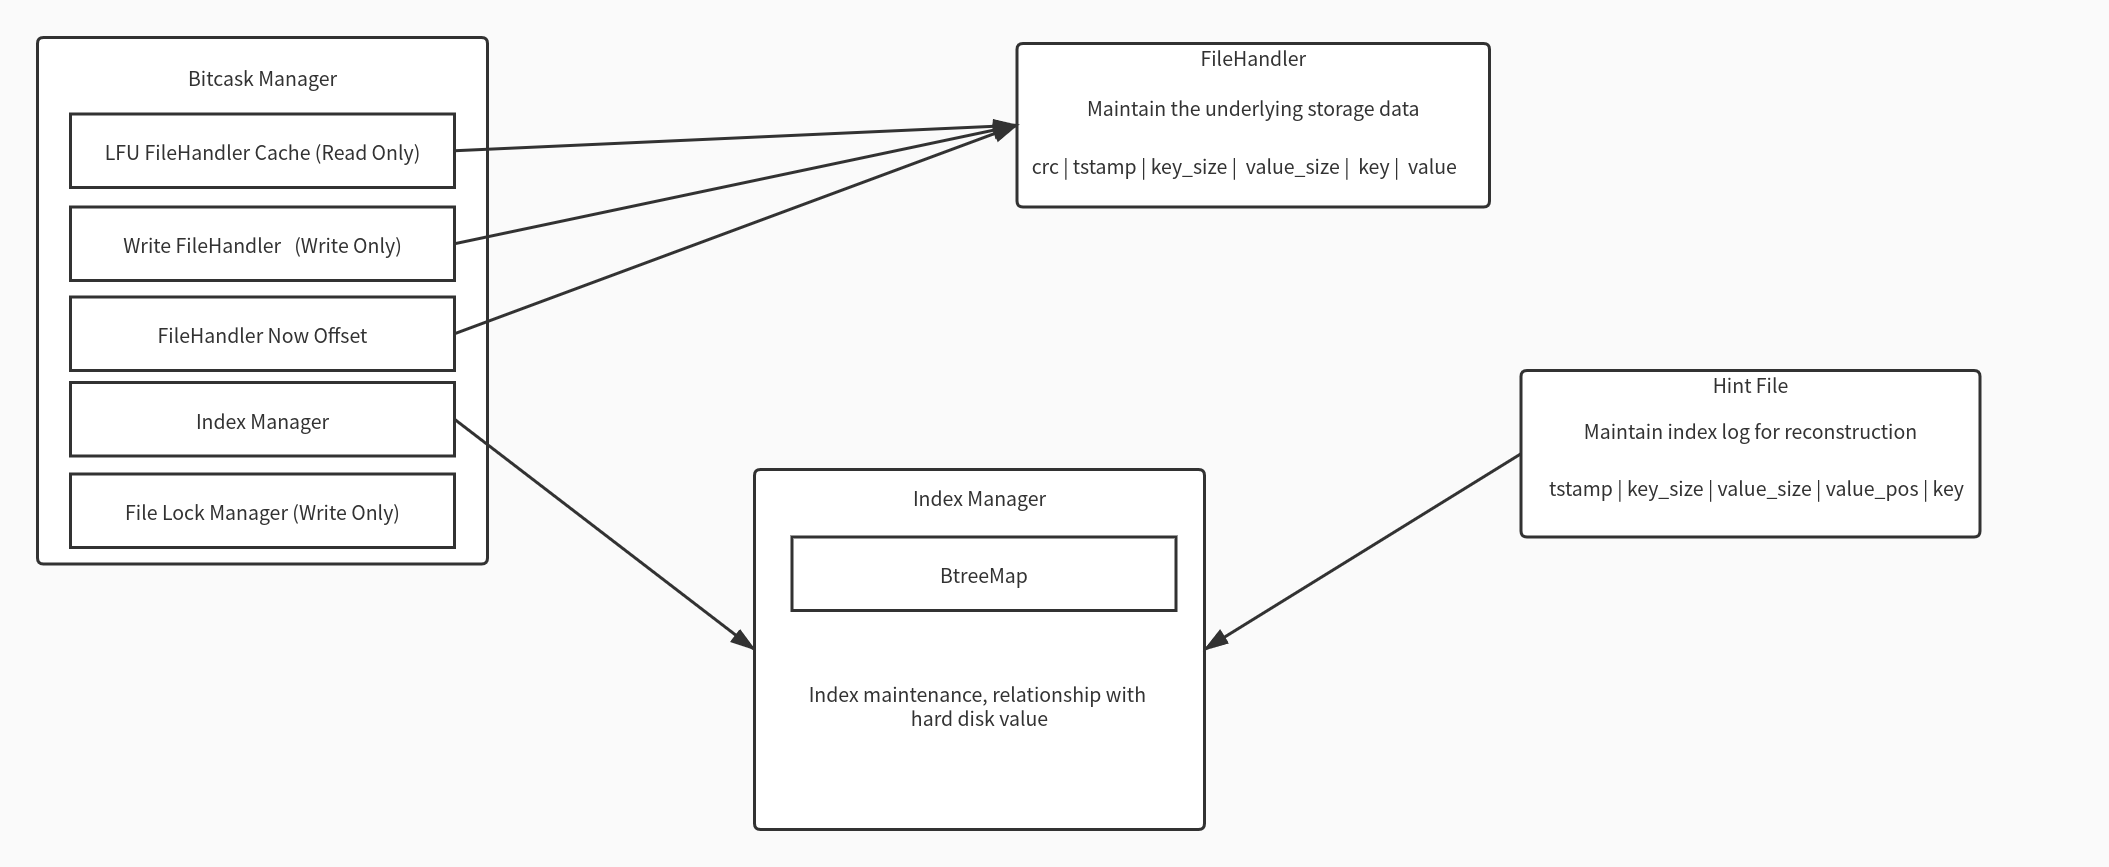 Bitcask Manager
LFU FileHandler Cache (Read Only)
Write FileHandler (Write Only)
FileHandler Now Offset
Index Manager
File Lock Manager (Write Only)
FileHandler
Maintain the underlying storage data
crc | tstamp | key_size | value_size | key | value
Index Manager
BtreeMap
Index maintenance, relationship with
hard disk value
Hint File
Maintain index log for reconstruction
tstamp | key_size | value_size | value_pos | key